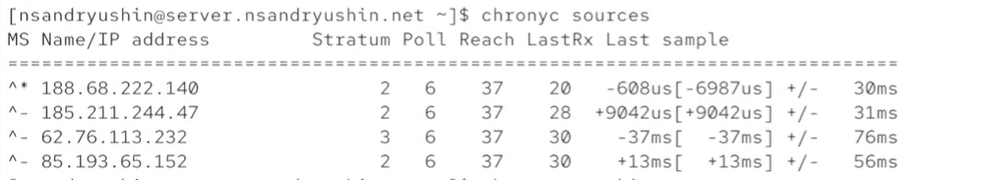 [nsandryushin@server.nsandryushin.net ~]$ chronyc sources
MS Name/IP address         Stratum Poll Reach LastRx Last sample
===============================================================================
^* 188.68.222.140                2   6    37    20   -608us[-6987us] +/-   30ms
^- 185.211.244.47                2   6    37    28  +9042us[+9042us] +/-   31ms
^- 62.76.113.232                 3   6    37    30    -37ms[  -37ms] +/-   76ms
^- 85.193.65.152                 2   6    37    30    +13ms[  +13ms] +/-   56ms